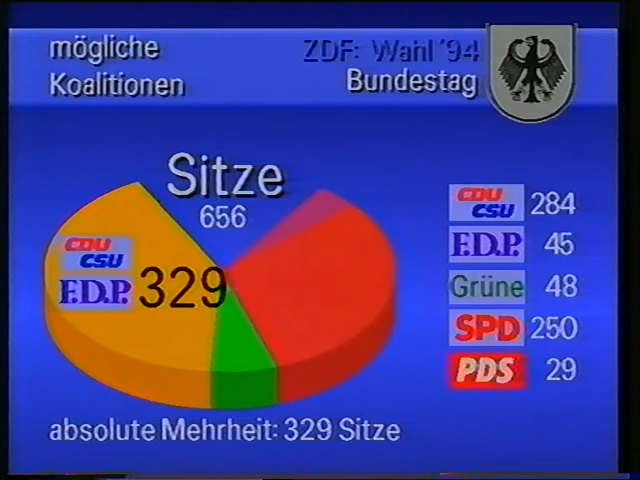 mögliche
Koalitionen
ZDF: Wahl '94
Bundestag
Sitze
656
CDU
CSU
F.D.P.
329
CDU
CSU
284
F.D.P.
45
Grüne
48
SPD
250
PDS
29
absolute Mehrheit: 329 Sitze